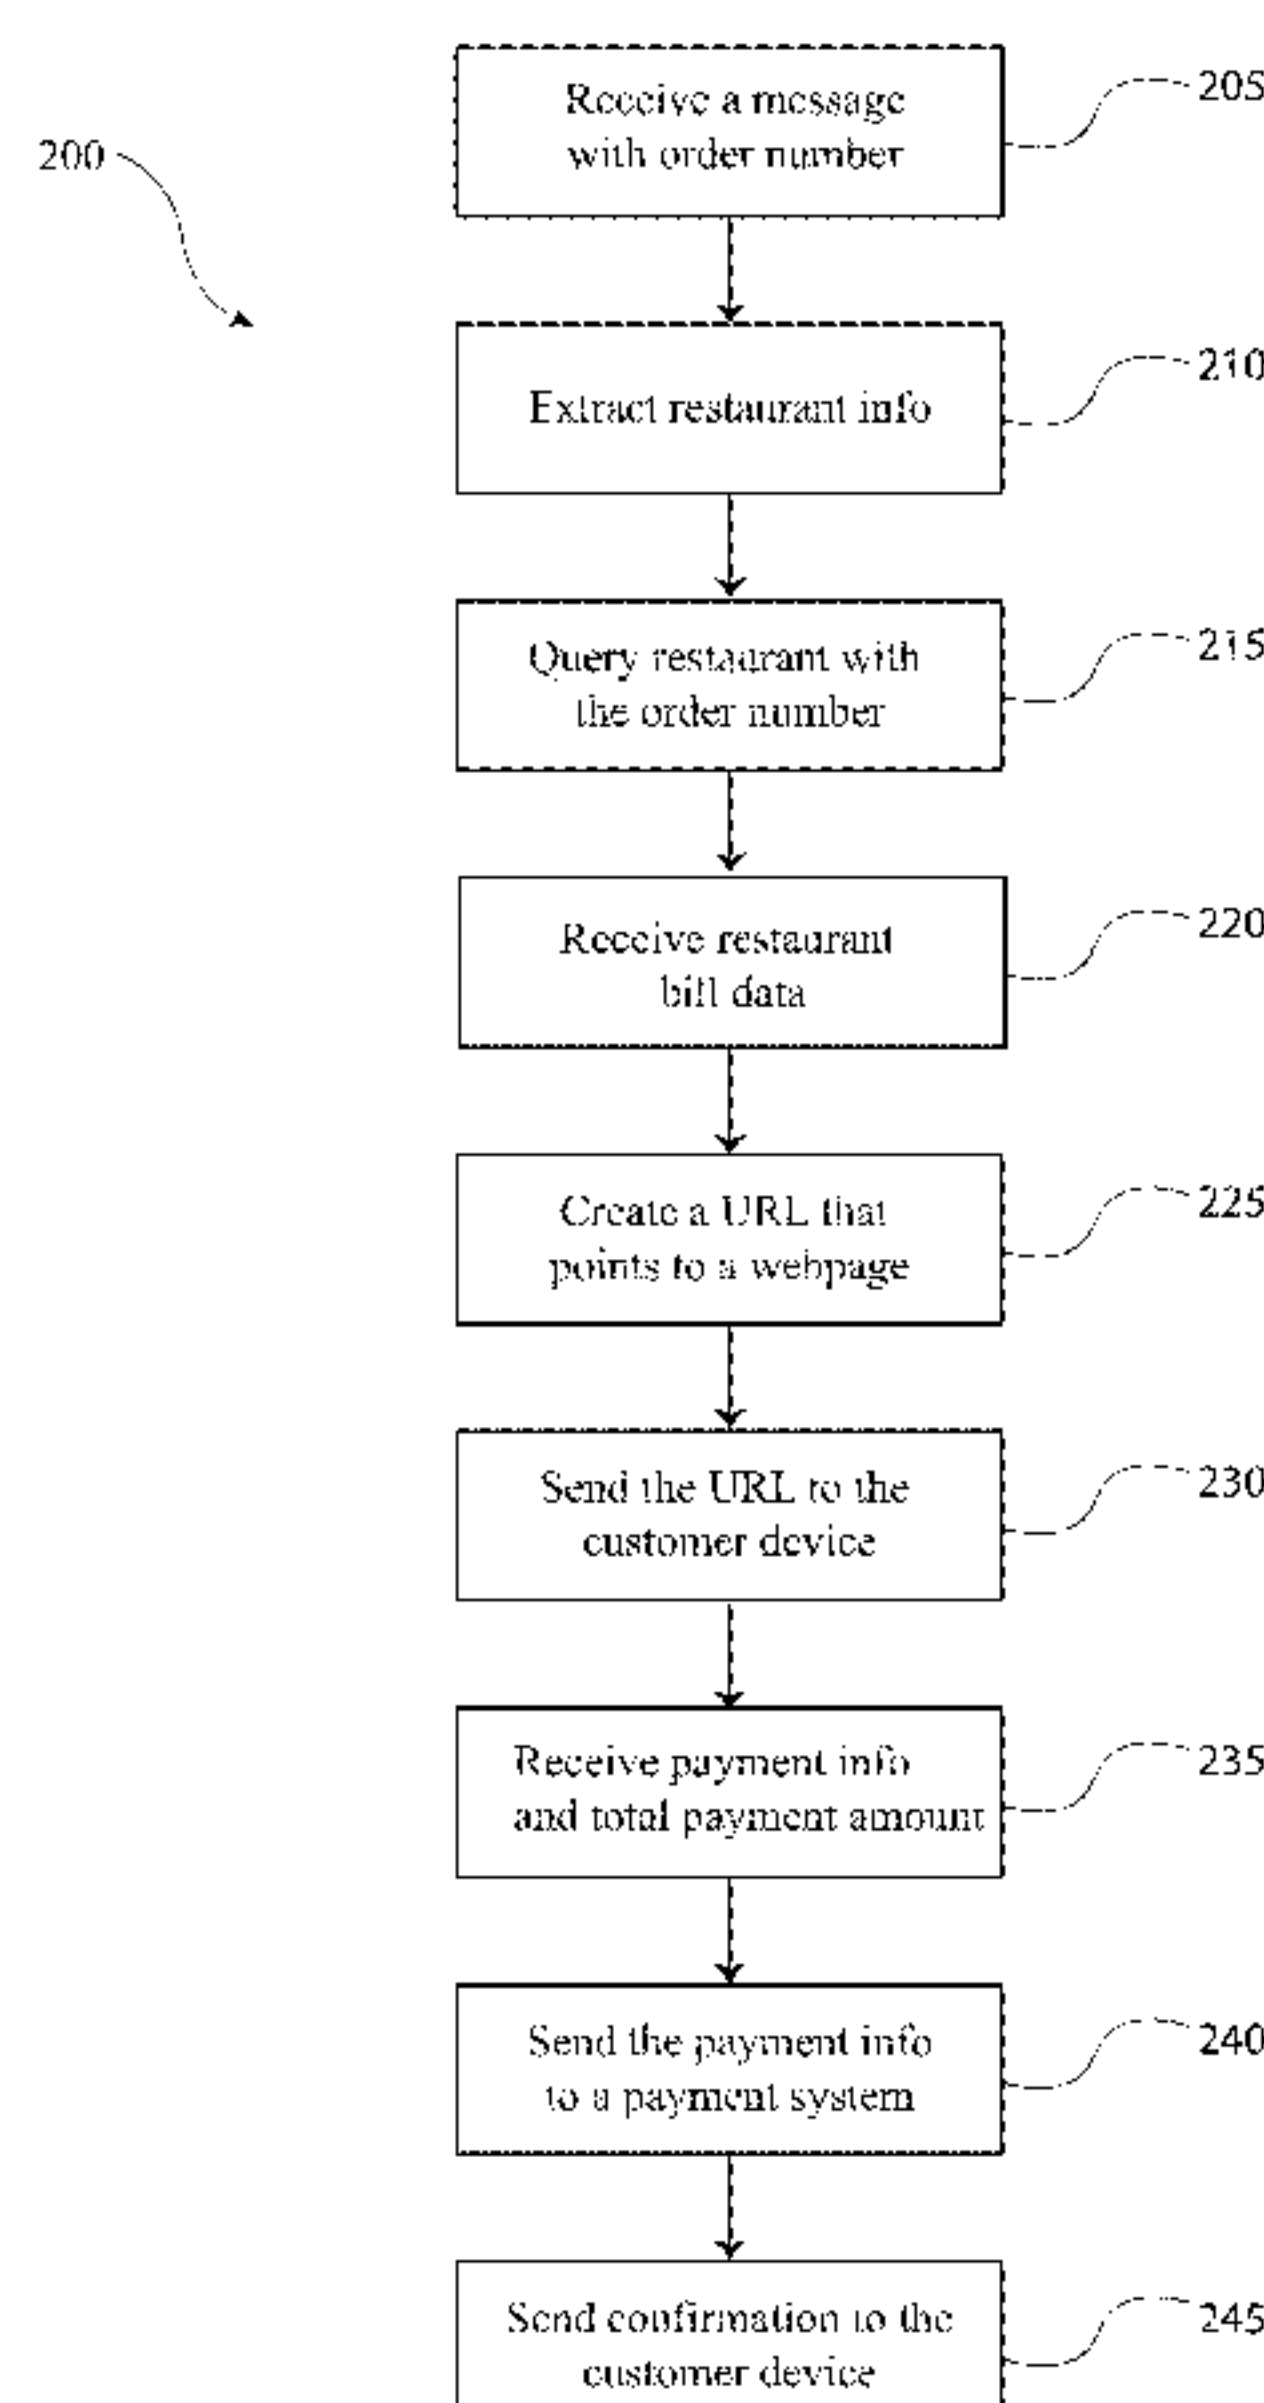 205
Receive a message
with order number
200
210
Extract restaurant info
215
Query restaurant with
the order number
220
Receive restaurant
bill data
225
Create a URL that
points to a webpage
230
Send the URL to the
customer device
235
Receive payment info
and total payment amount
240
Send the payment info
to a payment system
245
Send confirmation to the
customer device